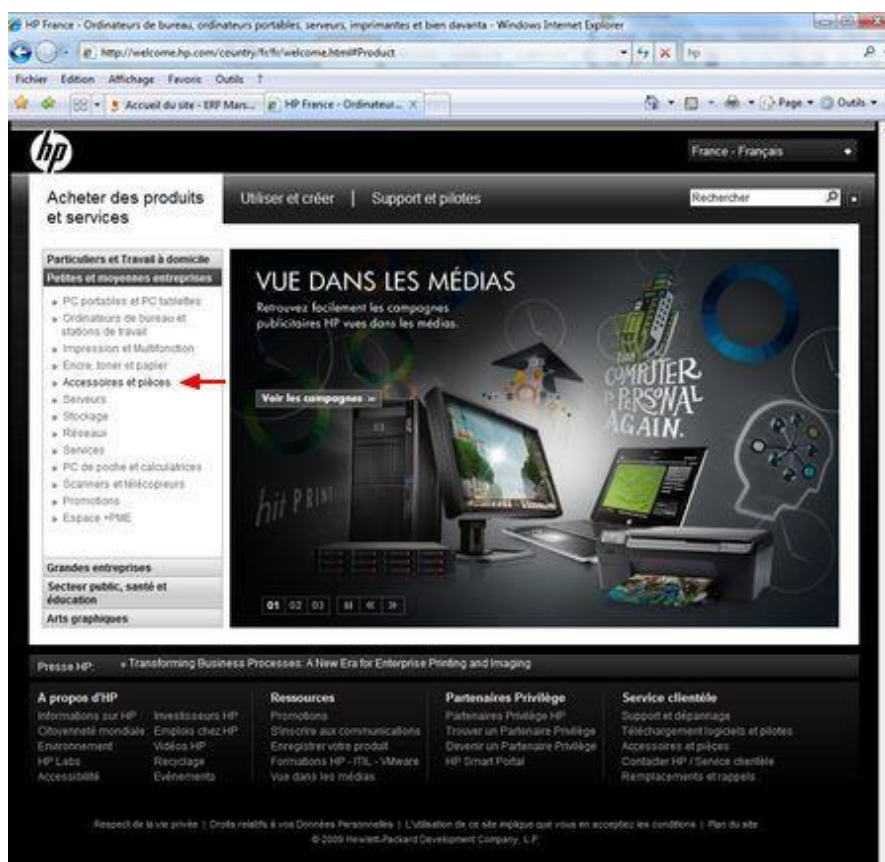 HP France - Ordinateurs de bureau, ordinateurs portables, serveurs, imprimantes et bien davanta - Windows Internet Explorer
http://welcome.hp.com/country/fr/fr/welcome.html#Product
hp
Fichier Edition Affichage Favoris Outils ?
Accueil du site - ERF Mars...
HP France - Ordinateur...
Page
Outils
hp
France - Français
Acheter des produits
et services
Utiliser et créer | Support et pilotes
Rechercher
Particuliers et Travail à domicile
Petites et moyennes entreprises
» PC portables et PC tablettes
» Ordinateurs de bureau et
stations de travail
» Impression et Multifonction
» Encre, toner et papier
» Accessoires et pièces
» Serveurs
» Stockage
» Réseaux
» Services
» PC de poche et calculatrices
» Scanners et télécopieurs
» Promotions
» Espace +PME
Grandes entreprises
Secteur public, santé et
éducation
Arts graphiques
VUE DANS LES MÉDIAS
Retrouvez facilement les campagnes
publicitaires HP vues dans les médias.
Voir les campagnes »
THE
COMPUTER
IS PERSONAL
AGAIN.
hit PRINT
01 02 03
Presse HP: » Transforming Business Processes: A New Era for Enterprise Printing and Imaging
A propos d'HP
Informations sur HP
Citoyenneté mondiale
Environnement
HP Labs
Accessibilité
Investisseurs HP
Emplois chez HP
Vidéos HP
Recyclage
Evénements
Ressources
Promotions
S'inscrire aux communications
Enregistrer votre produit
Formations HP - ITIL - VMware
Vue dans les médias
Partenaires Privilège
Partenaires Privilège HP
Trouver un Partenaire Privilège
Devenir un Partenaire Privilège
HP Smart Portal
Service clientèle
Support et dépannage
Téléchargement logiciels et pilotes
Accessoires et pièces
Contacter HP / Service clientèle
Remplacements et rappels
Respect de la vie privée | Droits relatifs à vos Données Personnelles | L'utilisation de ce site implique que vous en acceptiez les conditions | Plan du site
© 2009 Hewlett-Packard Development Company, L.P.